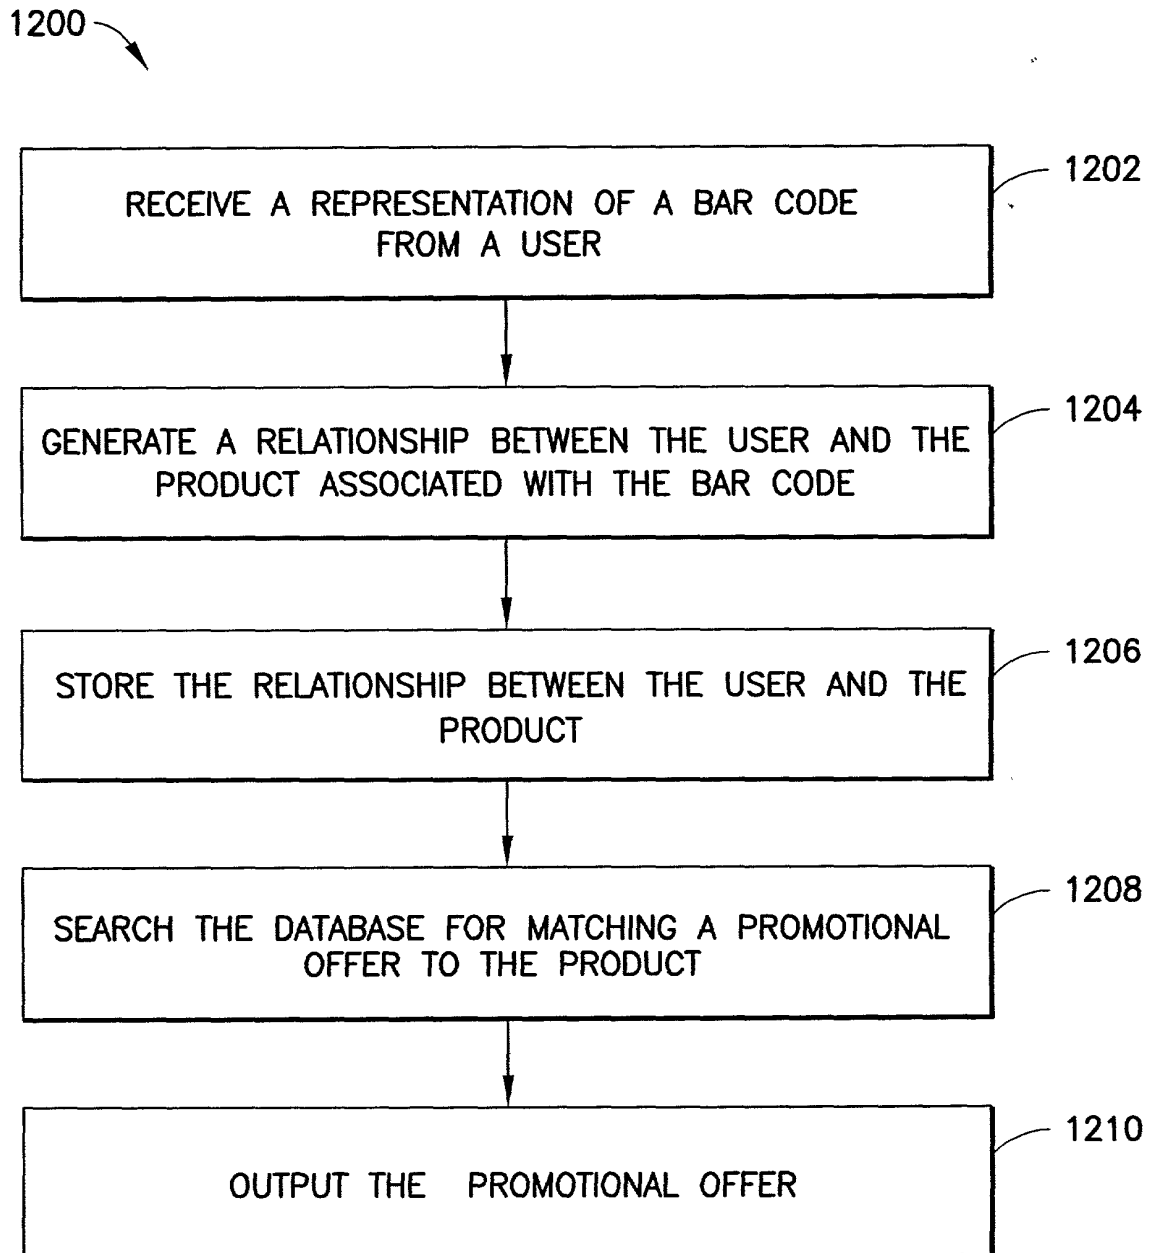 1200
1202
RECEIVE A REPRESENTATION OF A BAR CODE
FROM A USER
1204
GENERATE A RELATIONSHIP BETWEEN THE USER AND THE
PRODUCT ASSOCIATED WITH THE BAR CODE
1206
STORE THE RELATIONSHIP BETWEEN THE USER AND THE
PRODUCT
1208
SEARCH THE DATABASE FOR MATCHING A PROMOTIONAL
OFFER TO THE PRODUCT
1210
OUTPUT THE PROMOTIONAL OFFER